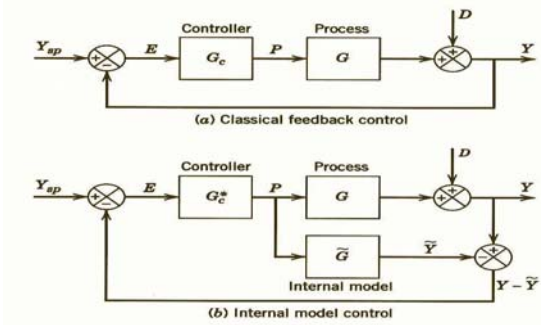 D
Controller Process
Y_sp + − E G_c P G + + Y
(a) Classical feedback control
D
Controller Process
Y_sp + − E G_c^* P G + + Y
G̃ Ỹ − +
Internal model
Y − Ỹ
(b) Internal model control